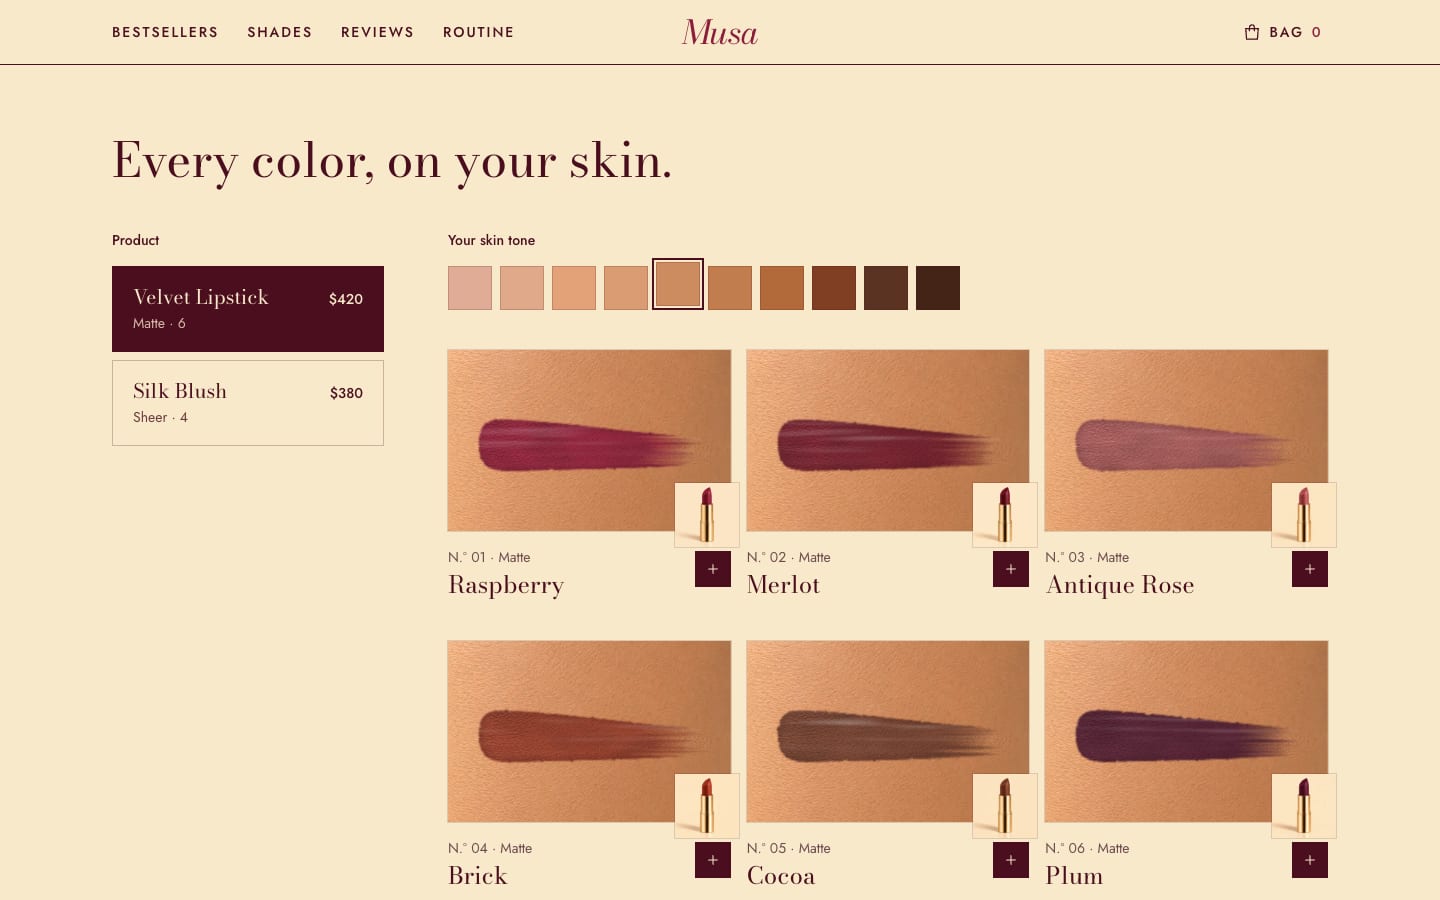 BESTSELLERS SHADES REVIEWS ROUTINE
Musa
BAG 0
Every color, on your skin.
Product
Velvet Lipstick $420
Matte · 6
Silk Blush $380
Sheer · 4
Your skin tone
N.º 01 · Matte
Raspberry
+
N.º 02 · Matte
Merlot
+
N.º 03 · Matte
Antique Rose
+
N.º 04 · Matte
Brick
+
N.º 05 · Matte
Cocoa
+
N.º 06 · Matte
Plum
+